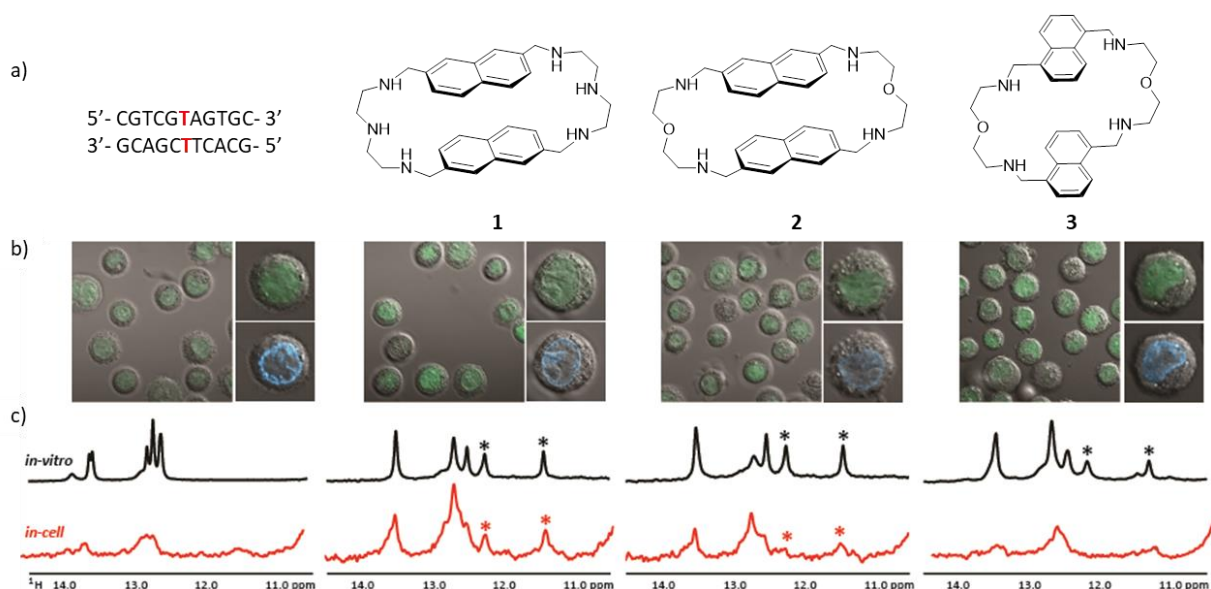 a)
5’- CGTCGTAGTGC- 3’
3’- GCAGCTTCACG- 5’
NH
NH
NH
NH
HN
HN
1
NH
NH
O
O
HN
HN
2
HN
NH
O
O
NH
HN
3
b)
c)
in-vitro
* * * * * *
in-cell
* * * *
¹H 14.0 13.0 12.0 11.0 ppm 14.0 13.0 12.0 11.0 ppm 14.0 13.0 12.0 11.0 ppm 14.0 13.0 12.0 11.0 ppm